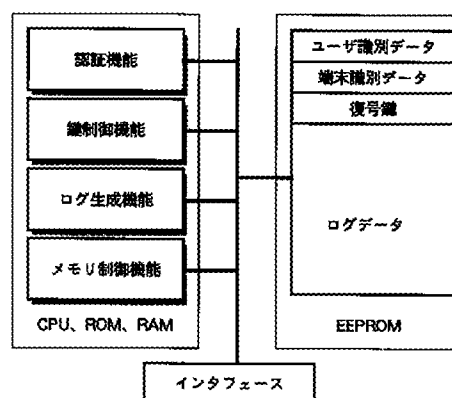 認証機能
鍵制御機能
ログ生成機能
メモリ制御機能
CPU、ROM、RAM
ユーザ識別データ
端末識別データ
復号鍵
ログデータ
EEPROM
インタフェース